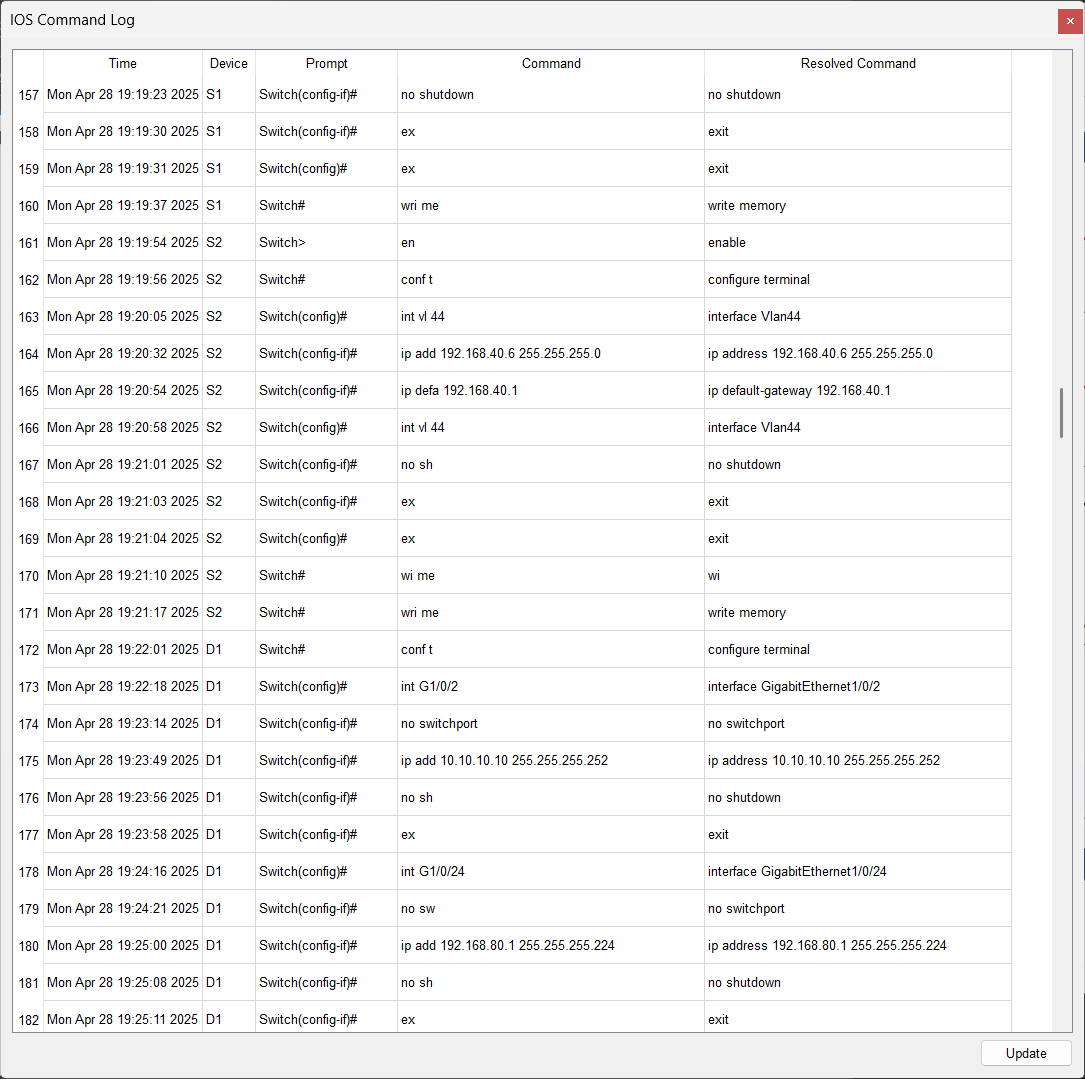 IOS Command Log
Time Device Prompt Command Resolved Command
157 Mon Apr 28 19:19:23 2025 S1 Switch(config-if)# no shutdown no shutdown
158 Mon Apr 28 19:19:30 2025 S1 Switch(config-if)# ex exit
159 Mon Apr 28 19:19:31 2025 S1 Switch(config)# ex exit
160 Mon Apr 28 19:19:37 2025 S1 Switch# wri me write memory
161 Mon Apr 28 19:19:54 2025 S2 Switch> en enable
162 Mon Apr 28 19:19:56 2025 S2 Switch# conf t configure terminal
163 Mon Apr 28 19:20:05 2025 S2 Switch(config)# int vl 44 interface Vlan44
164 Mon Apr 28 19:20:32 2025 S2 Switch(config-if)# ip add 192.168.40.6 255.255.255.0 ip address 192.168.40.6 255.255.255.0
165 Mon Apr 28 19:20:54 2025 S2 Switch(config-if)# ip defa 192.168.40.1 ip default-gateway 192.168.40.1
166 Mon Apr 28 19:20:58 2025 S2 Switch(config)# int vl 44 interface Vlan44
167 Mon Apr 28 19:21:01 2025 S2 Switch(config-if)# no sh no shutdown
168 Mon Apr 28 19:21:03 2025 S2 Switch(config-if)# ex exit
169 Mon Apr 28 19:21:04 2025 S2 Switch(config)# ex exit
170 Mon Apr 28 19:21:10 2025 S2 Switch# wi me wi
171 Mon Apr 28 19:21:17 2025 S2 Switch# wri me write memory
172 Mon Apr 28 19:22:01 2025 D1 Switch# conf t configure terminal
173 Mon Apr 28 19:22:18 2025 D1 Switch(config)# int G1/0/2 interface GigabitEthernet1/0/2
174 Mon Apr 28 19:23:14 2025 D1 Switch(config-if)# no switchport no switchport
175 Mon Apr 28 19:23:49 2025 D1 Switch(config-if)# ip add 10.10.10.10 255.255.255.252 ip address 10.10.10.10 255.255.255.252
176 Mon Apr 28 19:23:56 2025 D1 Switch(config-if)# no sh no shutdown
177 Mon Apr 28 19:23:58 2025 D1 Switch(config-if)# ex exit
178 Mon Apr 28 19:24:16 2025 D1 Switch(config)# int G1/0/24 interface GigabitEthernet1/0/24
179 Mon Apr 28 19:24:21 2025 D1 Switch(config-if)# no sw no switchport
180 Mon Apr 28 19:25:00 2025 D1 Switch(config-if)# ip add 192.168.80.1 255.255.255.224 ip address 192.168.80.1 255.255.255.224
181 Mon Apr 28 19:25:08 2025 D1 Switch(config-if)# no sh no shutdown
182 Mon Apr 28 19:25:11 2025 D1 Switch(config-if)# ex exit
Update